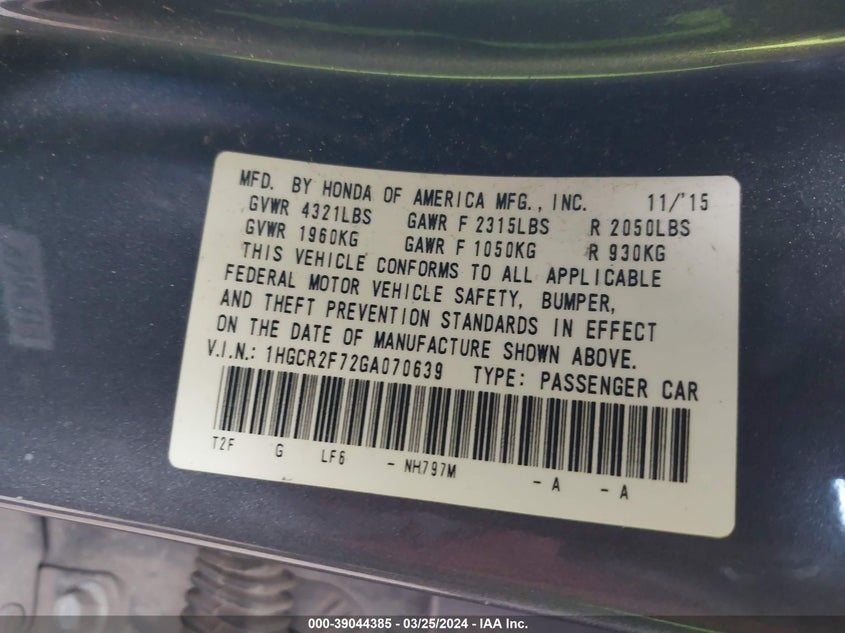 MFD. BY HONDA OF AMERICA MFG., INC. 11/'15
GVWR 4321LBS GAWR F 2315LBS R 2050LBS
GVWR 1960KG GAWR F 1050KG R 930KG
THIS VEHICLE CONFORMS TO ALL APPLICABLE
FEDERAL MOTOR VEHICLE SAFETY, BUMPER,
AND THEFT PREVENTION STANDARDS IN EFFECT
ON THE DATE OF MANUFACTURE SHOWN ABOVE.
V.I.N.: 1HGCR2F72GA070639 TYPE: PASSENGER CAR
T2F G LF6 - NH797M - A - A
000-39044385 / 03/25/2024 - IAA Inc.